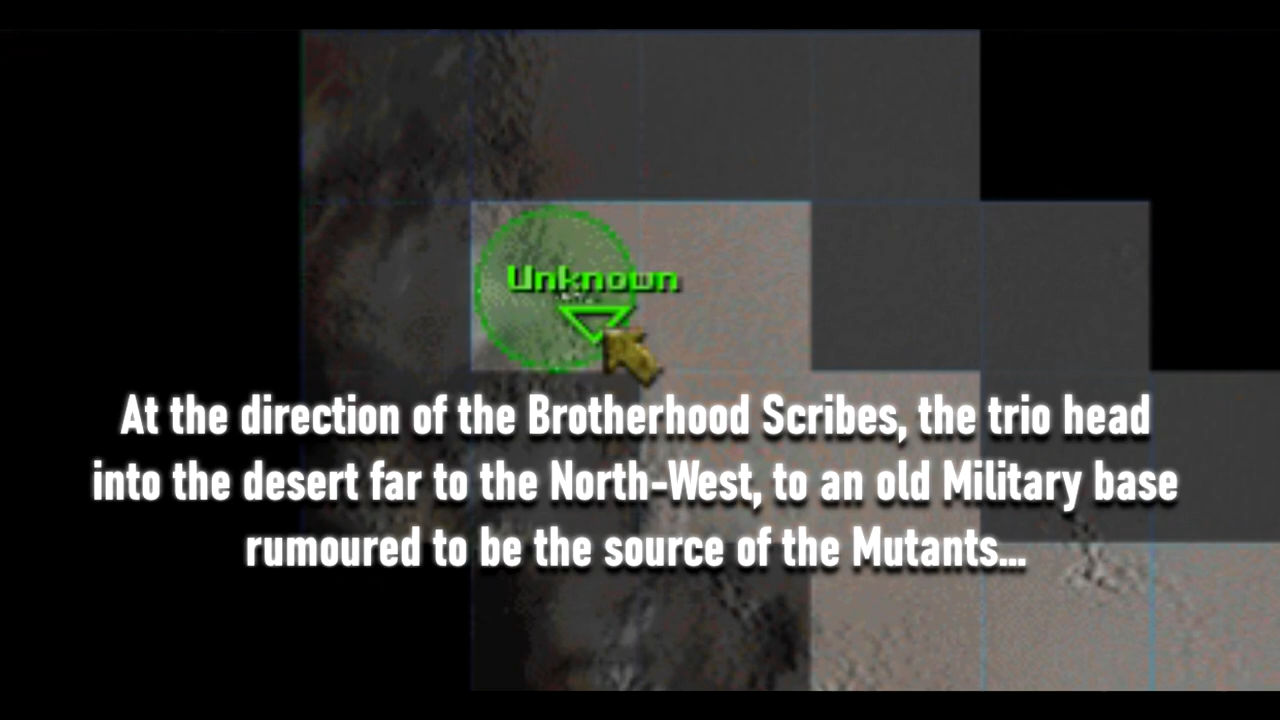 Unknown
At the direction of the Brotherhood Scribes, the trio head
into the desert far to the North-West, to an old Military base
rumoured to be the source of the Mutants...